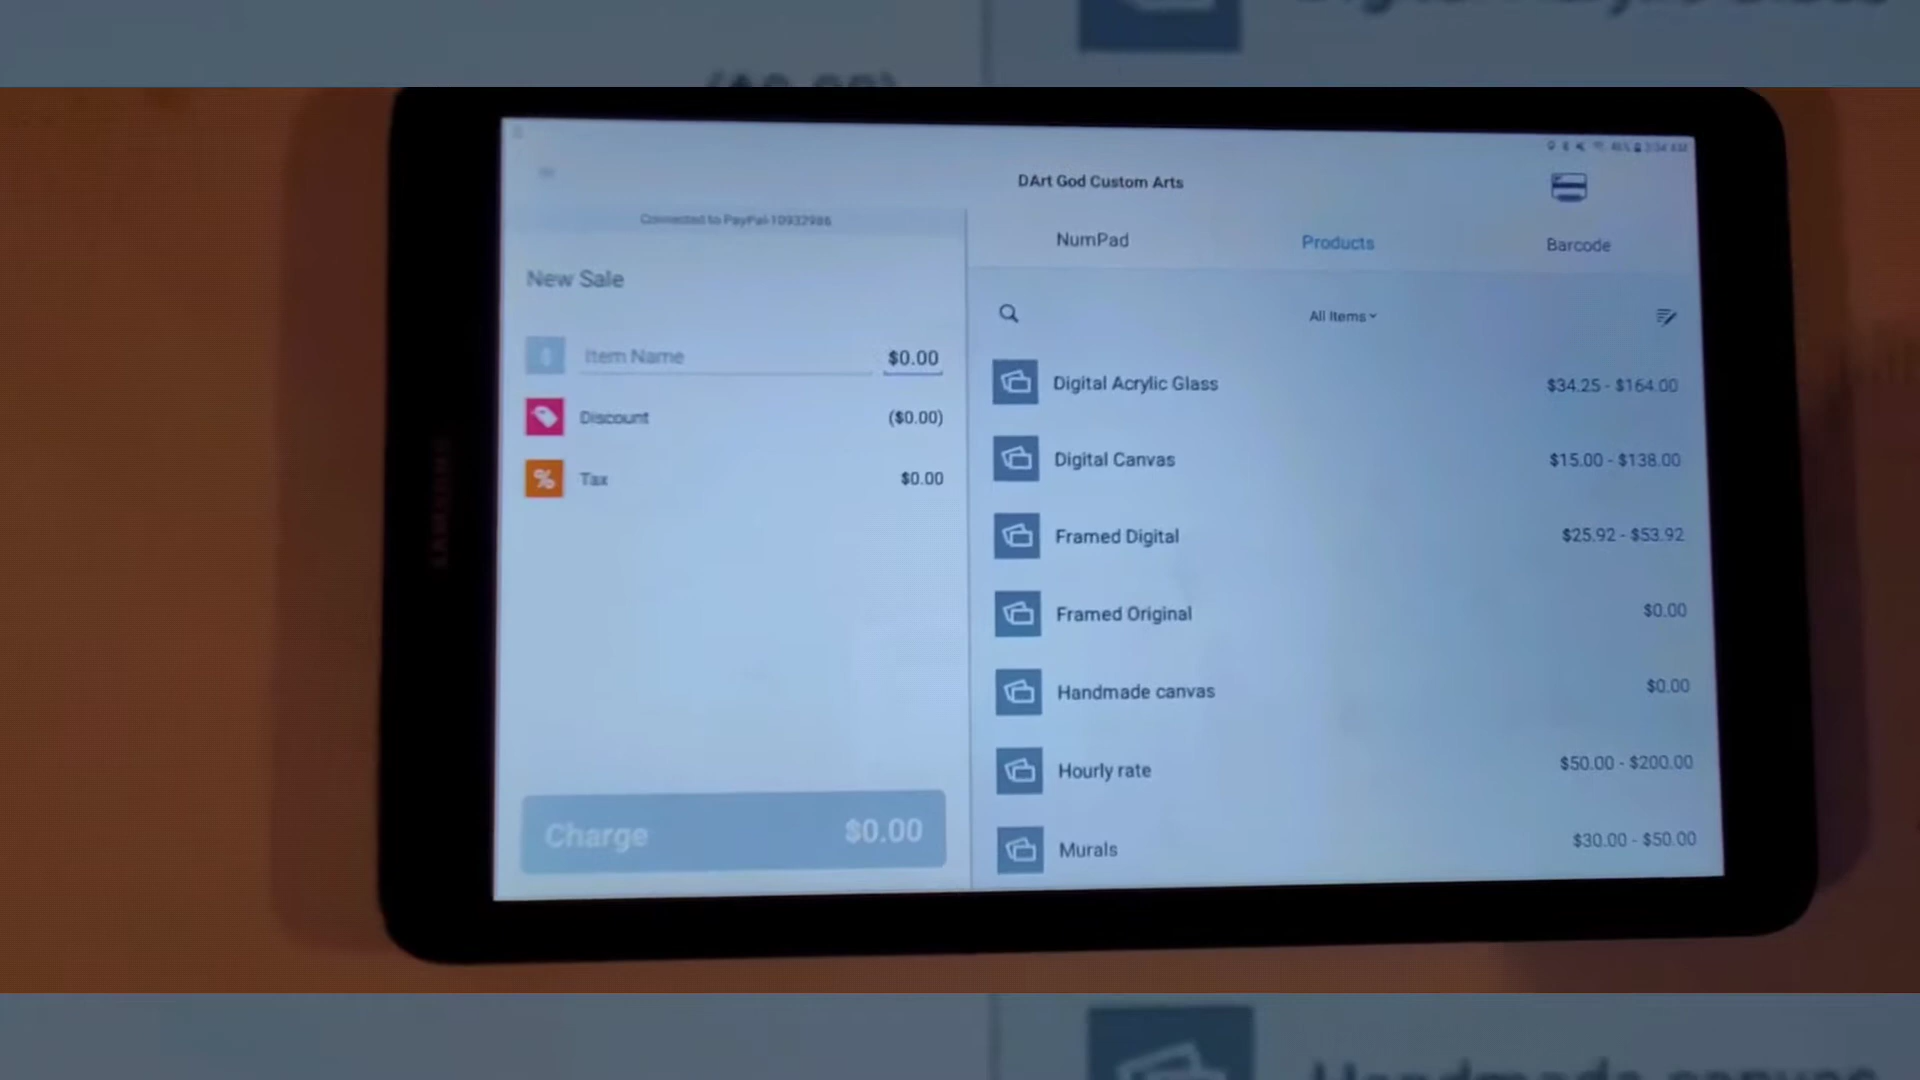 DArt God Custom Arts
Connected to PayPal-10932986
NumPad
Products
Barcode
New Sale
All Items
Item Name $0.00
Discount ($0.00)
Tax $0.00
Digital Acrylic Glass $34.25 - $164.00
Digital Canvas $15.00 - $138.00
Framed Digital $25.92 - $53.92
Framed Original $0.00
Handmade canvas $0.00
Hourly rate $50.00 - $200.00
Murals $30.00 - $50.00
Charge $0.00
SAMSUNG
Handmade canvas